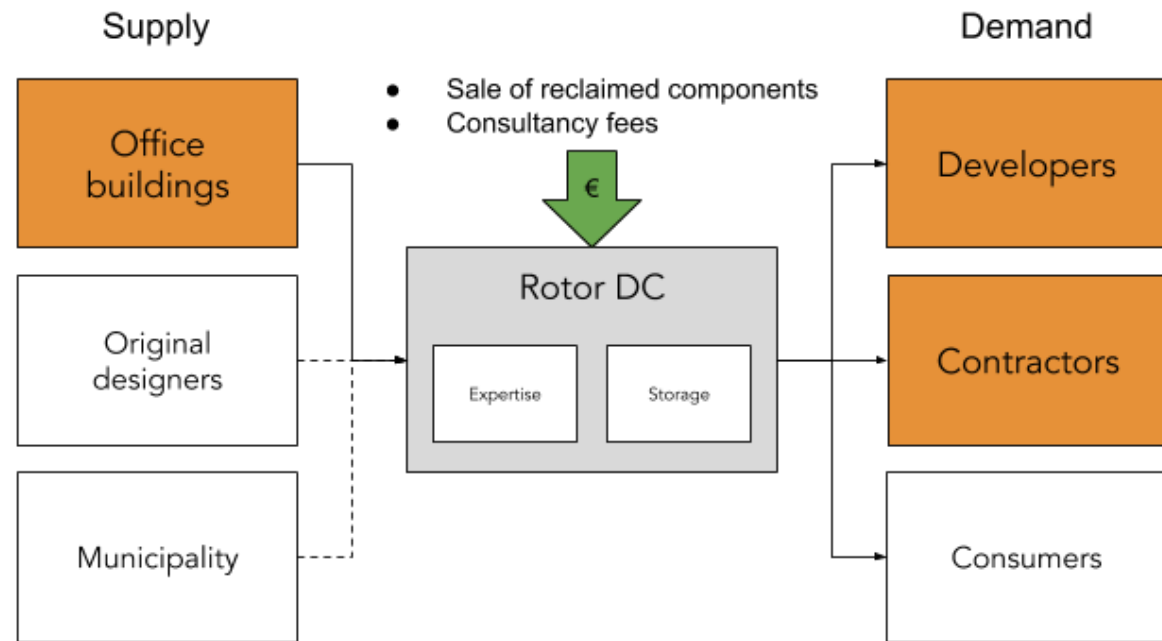 Supply
Demand
● Sale of reclaimed components
● Consultancy fees
€
Office
buildings
Original
designers
Municipality
Rotor DC
Expertise
Storage
Developers
Contractors
Consumers